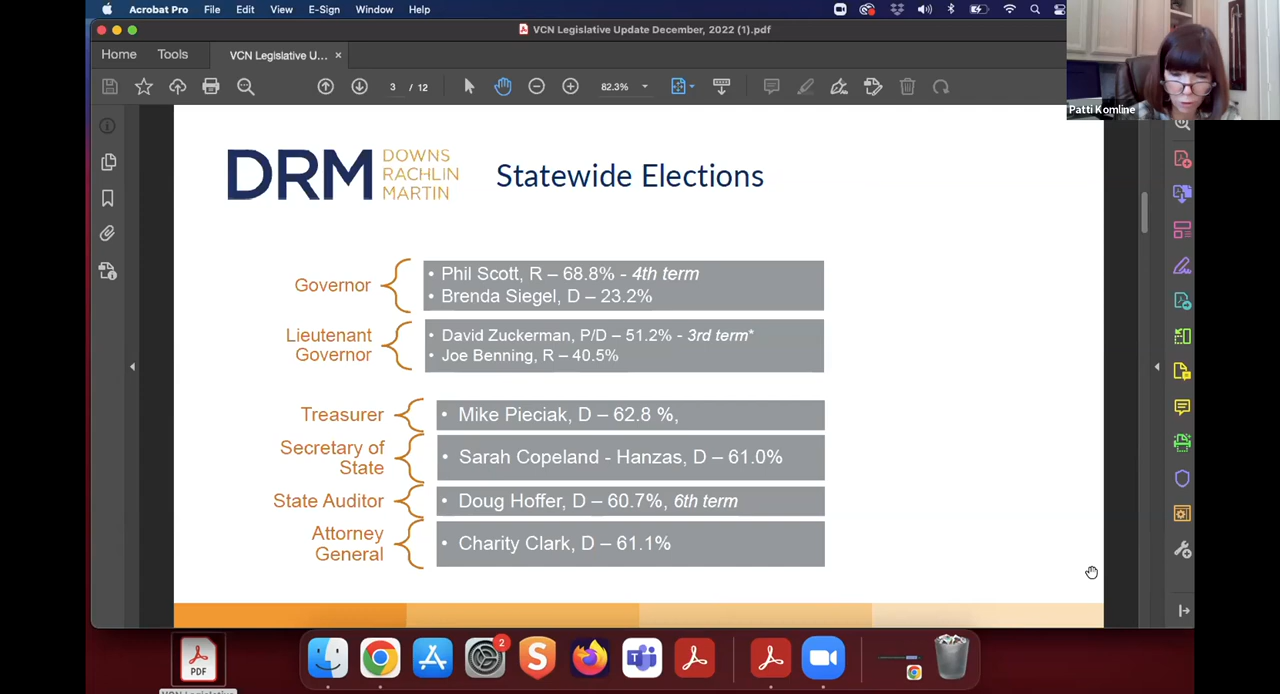 Acrobat Pro File Edit View E-Sign Window Help
VCN Legislative Update December, 2022 (1).pdf
Home Tools VCN Legislative U... ×
3 / 12 82.3%
Patti Komline
DRM DOWNS
RACHLIN
MARTIN
Statewide Elections
Governor
• Phil Scott, R – 68.8% - 4th term
• Brenda Siegel, D – 23.2%
Lieutenant
Governor
• David Zuckerman, P/D – 51.2% - 3rd term*
• Joe Benning, R – 40.5%
Treasurer
• Mike Pieciak, D – 62.8 %,
Secretary of
State
• Sarah Copeland - Hanzas, D – 61.0%
State Auditor
• Doug Hoffer, D – 60.7%, 6th term
Attorney
General
• Charity Clark, D – 61.1%
2
PDF
VCN Legislative